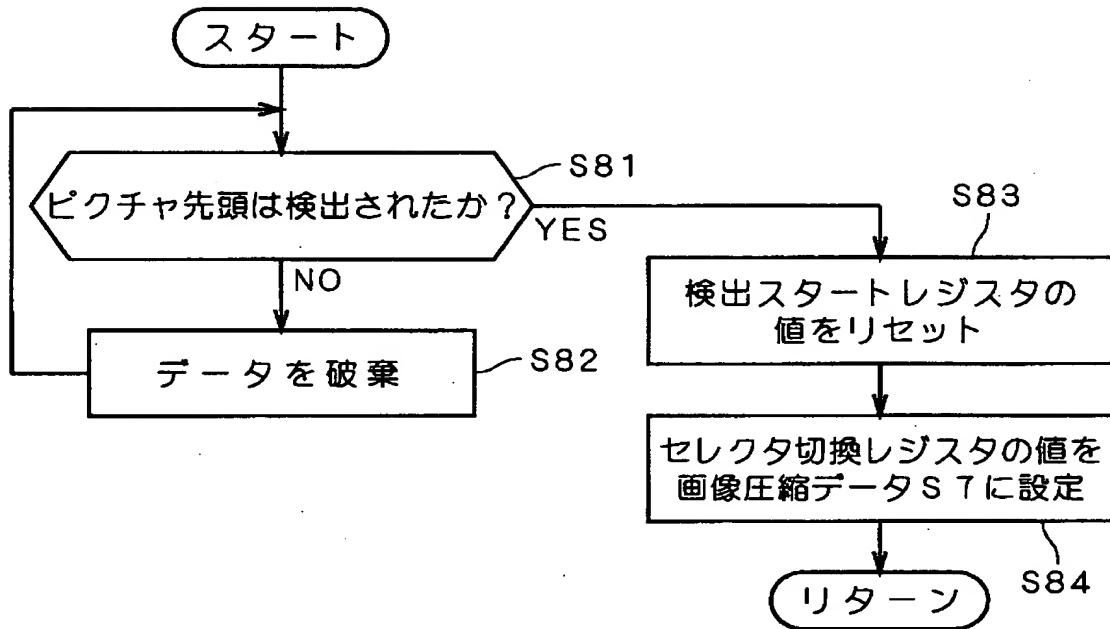 スタート
ピクチャ先頭は検出されたか？
S81
YES
NO
データを破棄
S82
S83
検出スタートレジスタの
値をリセット
セレクタ切換レジスタの値を
画像圧縮データS7に設定
S84
リターン